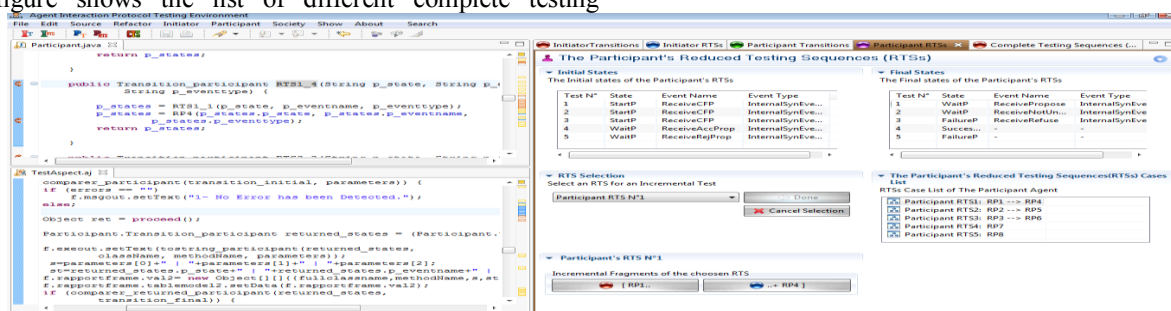 figure shows the list of different complete testing
Agent Interaction Protocol Testing Environment
File Edit Source Refactor Initiator Participant Society Show About Search
Participant.java
return p_states;
}
public Transition_participant RTS1_4(String p_state, String p_
String p_eventtype) {
p_states = RTS1_1(p_state, p_eventname, p_eventtype);
p_states = RP4(p_states.p_state, p_states.p_eventname,
p_states.p_eventtype);
return p_states;
}
TestAspect.aj
comparer_participant(transition_initial, parameters)) {
if (errors == "")
f.msgout.setText("1- No Error has been Detected.");
else;
Object ret = proceed();
Participant.Transition_participant returned_states = (Participant.
f.execout.setText(tostring_participant(returned_states,
className, methodName, parameters));
s=parameters[0]+" | "+parameters[1]+" | "+parameters[2];
st=returned_states.p_state+" | "+returned_states.p_eventname+" |
f.rapportframe.val2= new Object[][]{{fullclassname,methodName,s,st
f.rapportframe.tablemodel2.setData(f.rapportframe.val2);
if (comparer_returned_participant(returned_states,
transition_final)) {
InitiatorTransitions Initiator RTSs Participant Transitions Participant RTSs Complete Testing Sequences (...
The Participant's Reduced Testing Sequences (RTSs)
Initial States
The Initial states of the Participant's RTSs
Test N° State Event Name Event Type
1 StartP ReceiveCFP InternalSynEve...
2 StartP ReceiveCFP InternalSynEve...
3 StartP ReceiveCFP InternalSynEve...
4 WaitP ReceiveAccProp InternalSynEve...
5 WaitP ReceiveRejProp InternalSynEve...
Final States
The Final states of the Participant's RTSs
Test N° State Event Name Event Type
1 WaitP ReceivePropose InternalSynEve
2 WaitP ReceiveNotUn... InternalSynEve
3 FailureP ReceiveRefuse InternalSynEve
4 Succes... - -
5 FailureP - -
RTS Selection
Select an RTS for an Incremental Test
Participant RTS N°1
Done
Cancel Selection
The Participant's Reduced Testing Sequences(RTSs) Cases
List
RTSs Case List of The Participant Agent
Participant RTS1: RP1 --> RP4
Participant RTS2: RP2 --> RP5
Participant RTS3: RP3 --> RP6
Participant RTS4: RP7
Participant RTS5: RP8
Participant's RTS N°1
Incremental Fragments of the choosen RTS
[ RP1..
..+ RP4 ]